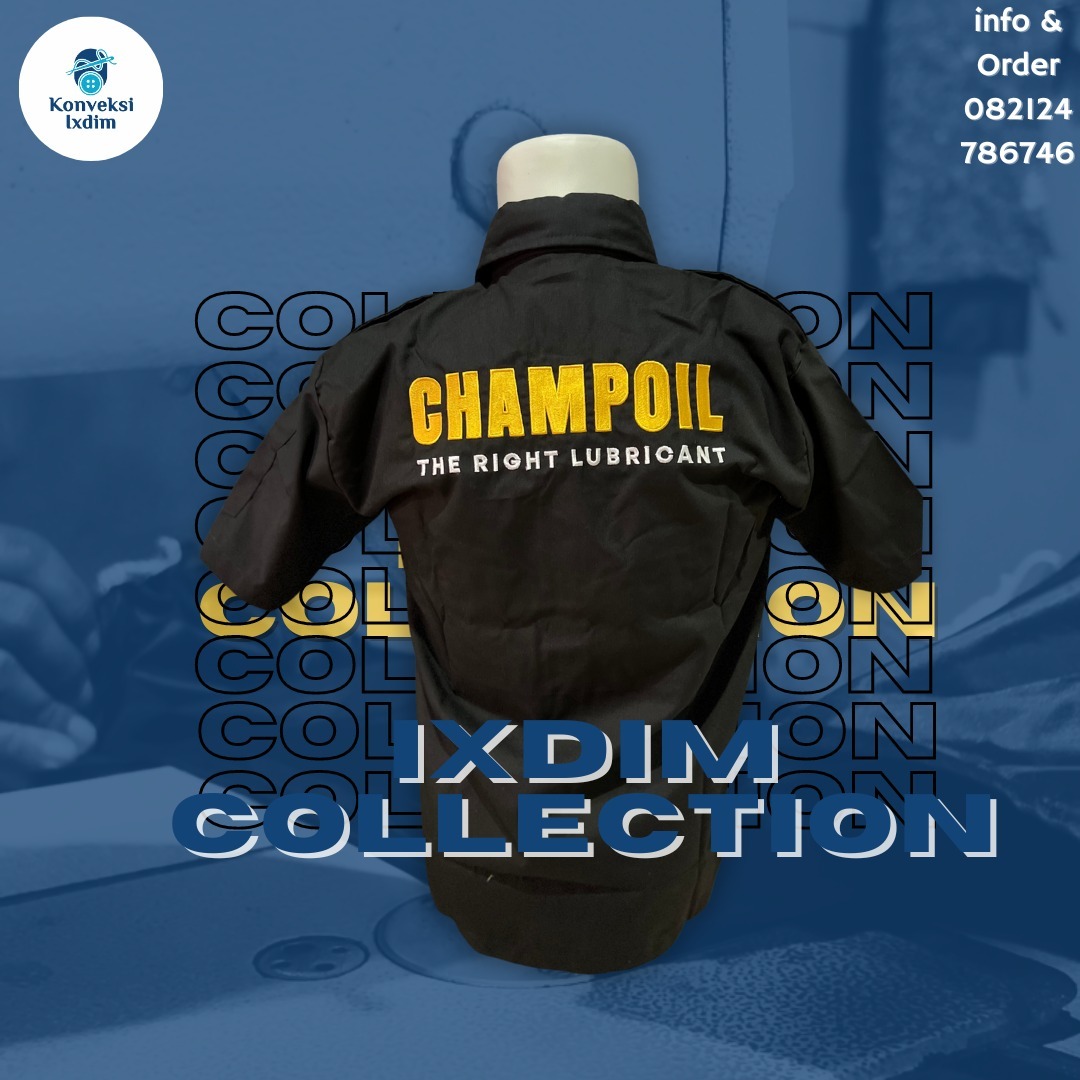 Konveksi
Ixdim
info &
Order
082124
786746
CHAMPOIL
THE RIGHT LUBRICANT
IXDIM
COLLECTION